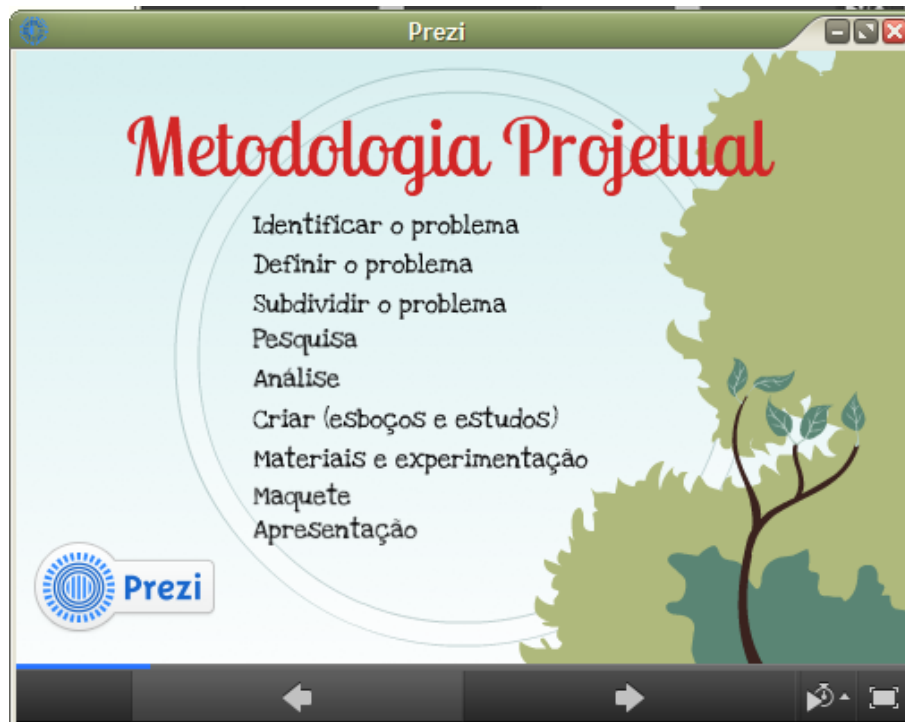 Prezi
Metodologia Projetual
Identificar o problema
Definir o problema
Subdividir o problema
Pesquisa
Análise
Criar (esboços e estudos)
Materiais e experimentação
Maquete
Apresentação
Prezi